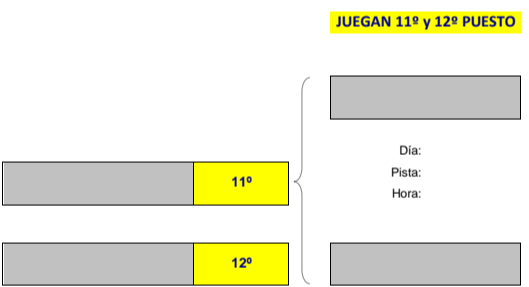 JUEGAN 11º y 12º PUESTO
Día:
Pista:
Hora:
11º
12º